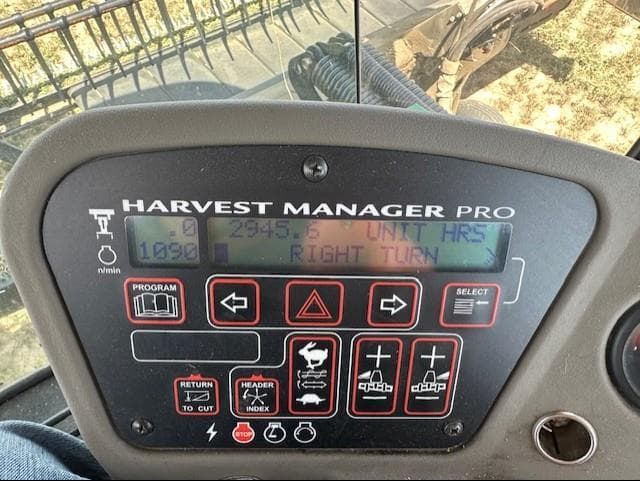 HARVEST MANAGER PRO
.0 2945.6 UNIT HRS
1090 RIGHT TURN
n/min
PROGRAM
SELECT
RETURN
TO CUT
HEADER
INDEX
STOP